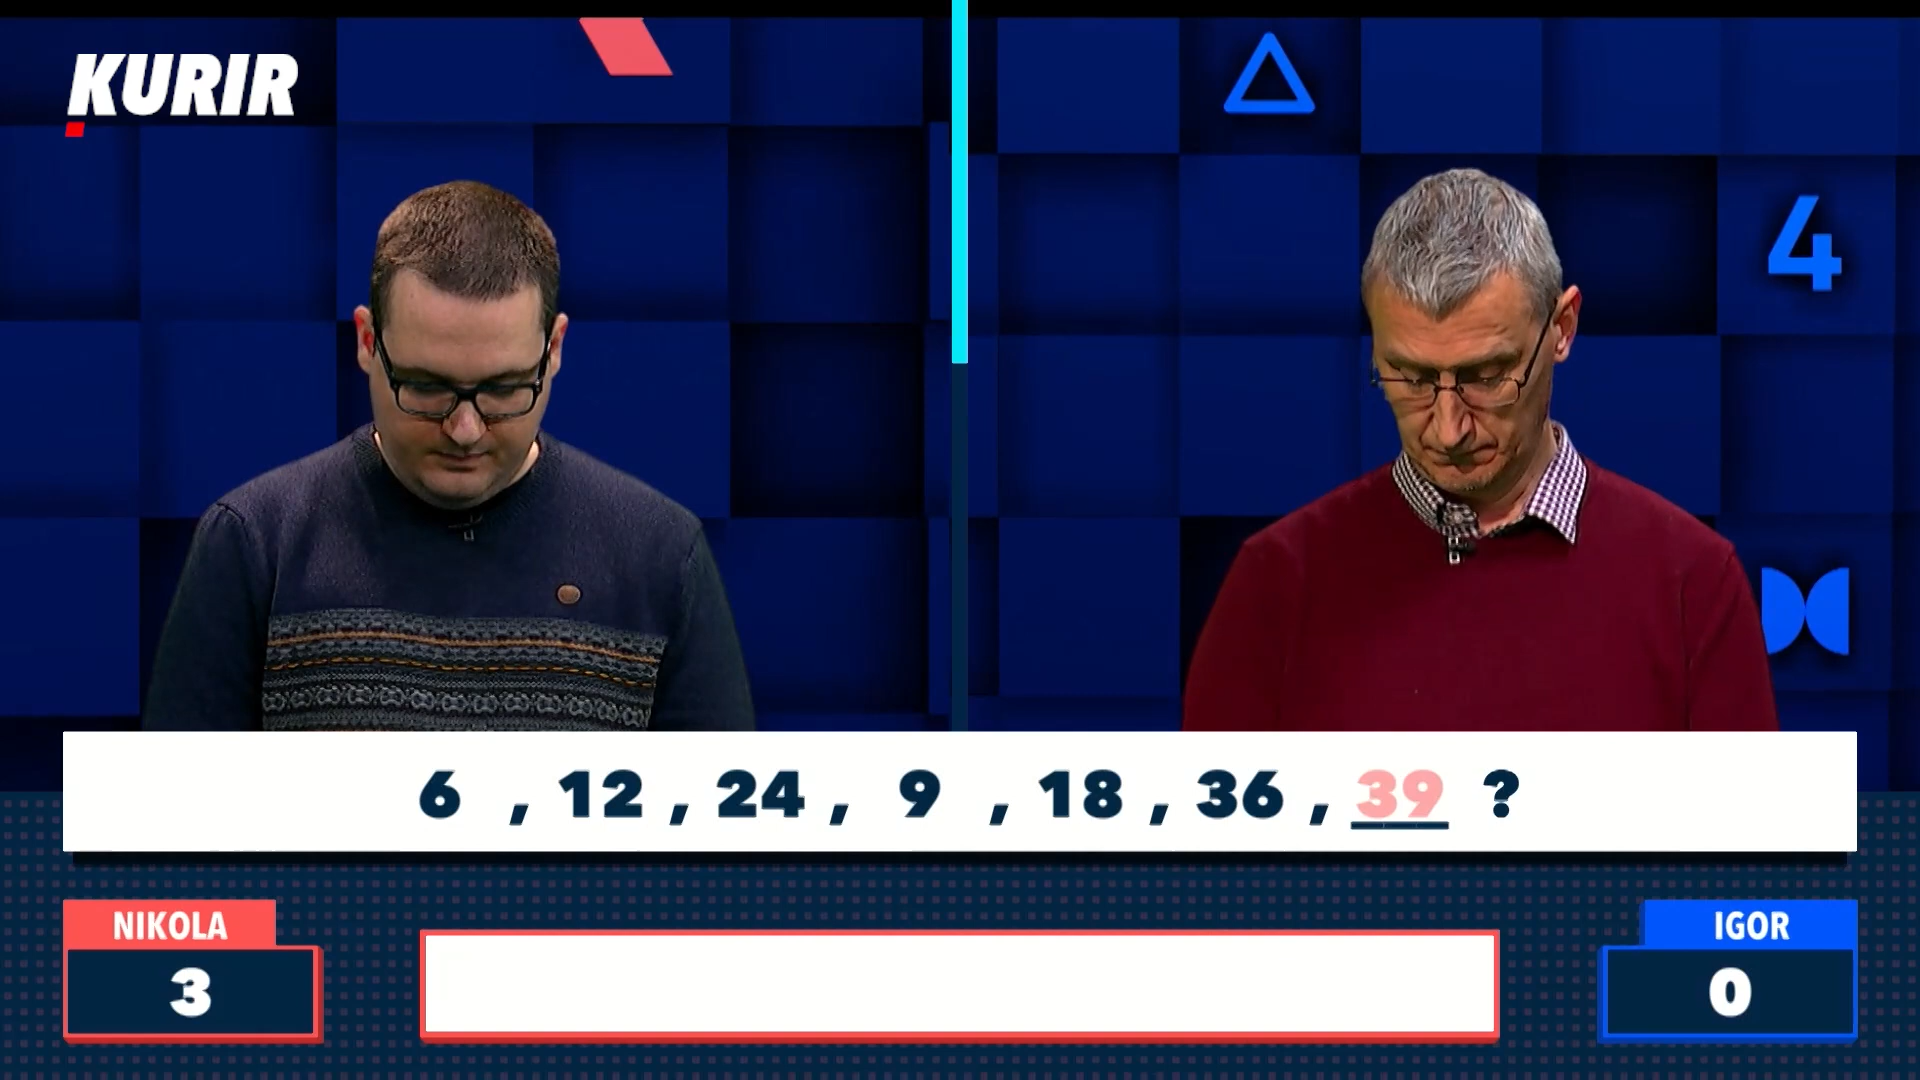 KURIR
4
6 , 12 , 24 , 9 , 18 , 36 , 39 ?
NIKOLA
3
IGOR
0